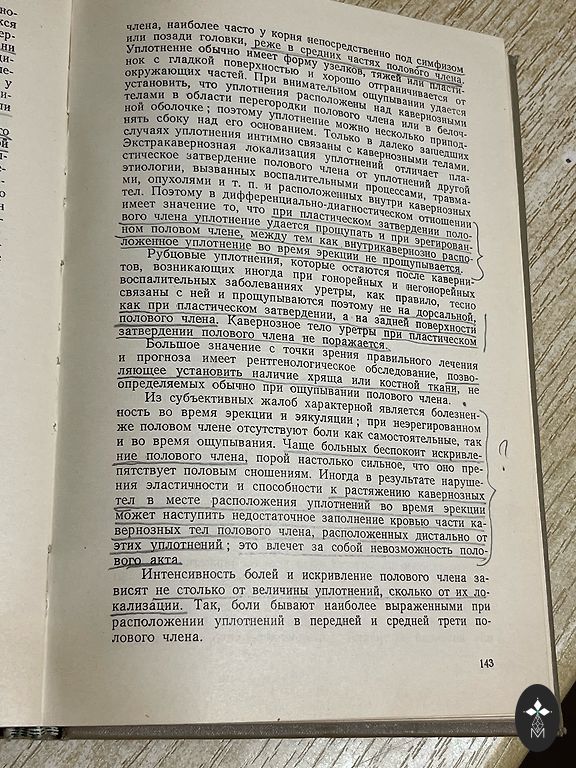 члена, наиболее часто у корня непосредственно под симфизом
или позади головки, реже в средних частях полового члена.
Уплотнение обычно имеет форму узелков, тяжей или пласти-
нок с гладкой поверхностью и хорошо отграничивается от
окружающих частей. При внимательном ощупывании удается
установить, что уплотнения расположены над кавернозными
телами в области перегородки полового члена или в белоч-
ной оболочке; поэтому уплотнение можно несколько припод-
нять сбоку над его основанием. Только в далеко зашедших
случаях уплотнения интимно связаны с кавернозными телами.
Экстракавернозная локализация уплотнений отличает пла-
стическое затвердение полового члена от уплотнений другой
этиологии, вызванных воспалительными процессами, травма-
ми, опухолями и т. п. и расположенных внутри кавернозных
тел. Поэтому в дифференциально-диагностическом отношении
имеет значение то, что при пластическом затвердении поло-
вого члена уплотнение удается прощупать и при эрегирован-
ном половом члене, между тем как внутрикавернозно распо-
ложенное уплотнение во время эрекции не прощупывается.
Рубцовые уплотнения, которые остаются после каверни-
тов, возникающих иногда при гонорейных и негонорейных
воспалительных заболеваниях уретры, как правило, тесно
связаны с ней и прощупываются поэтому не на дорсальной,
как при пластическом затвердении, а на задней поверхности
полового члена. Кавернозное тело уретры при пластическом
затвердении полового члена не поражается.
Большое значение с точки зрения правильного лечения
и прогноза имеет рентгенологическое обследование, позво-
ляющее установить наличие хряща или костной ткани, не
определяемых обычно при ощупывании полового члена.
Из субъективных жалоб характерной является болезнен-
ность во время эрекции и эякуляции; при неэрегированном
же половом члене отсутствуют боли как самостоятельные, так
и во время ощупывания. Чаще больных беспокоит искривле-
ние полового члена, порой настолько сильное, что оно пре-
пятствует половым сношениям. Иногда в результате наруше-
ния эластичности и способности к растяжению кавернозных
тел в месте расположения уплотнений во время эрекции
может наступить недостаточное заполнение кровью части ка-
вернозных тел полового члена, расположенных дистально от
этих уплотнений; это влечет за собой невозможность поло-
вого акта.
?
Интенсивность болей и искривление полового члена за-
висят не столько от величины уплотнений, сколько от их ло-
кализации. Так, боли бывают наиболее выраженными при
расположении уплотнений в передней и средней трети по-
лового члена.
143